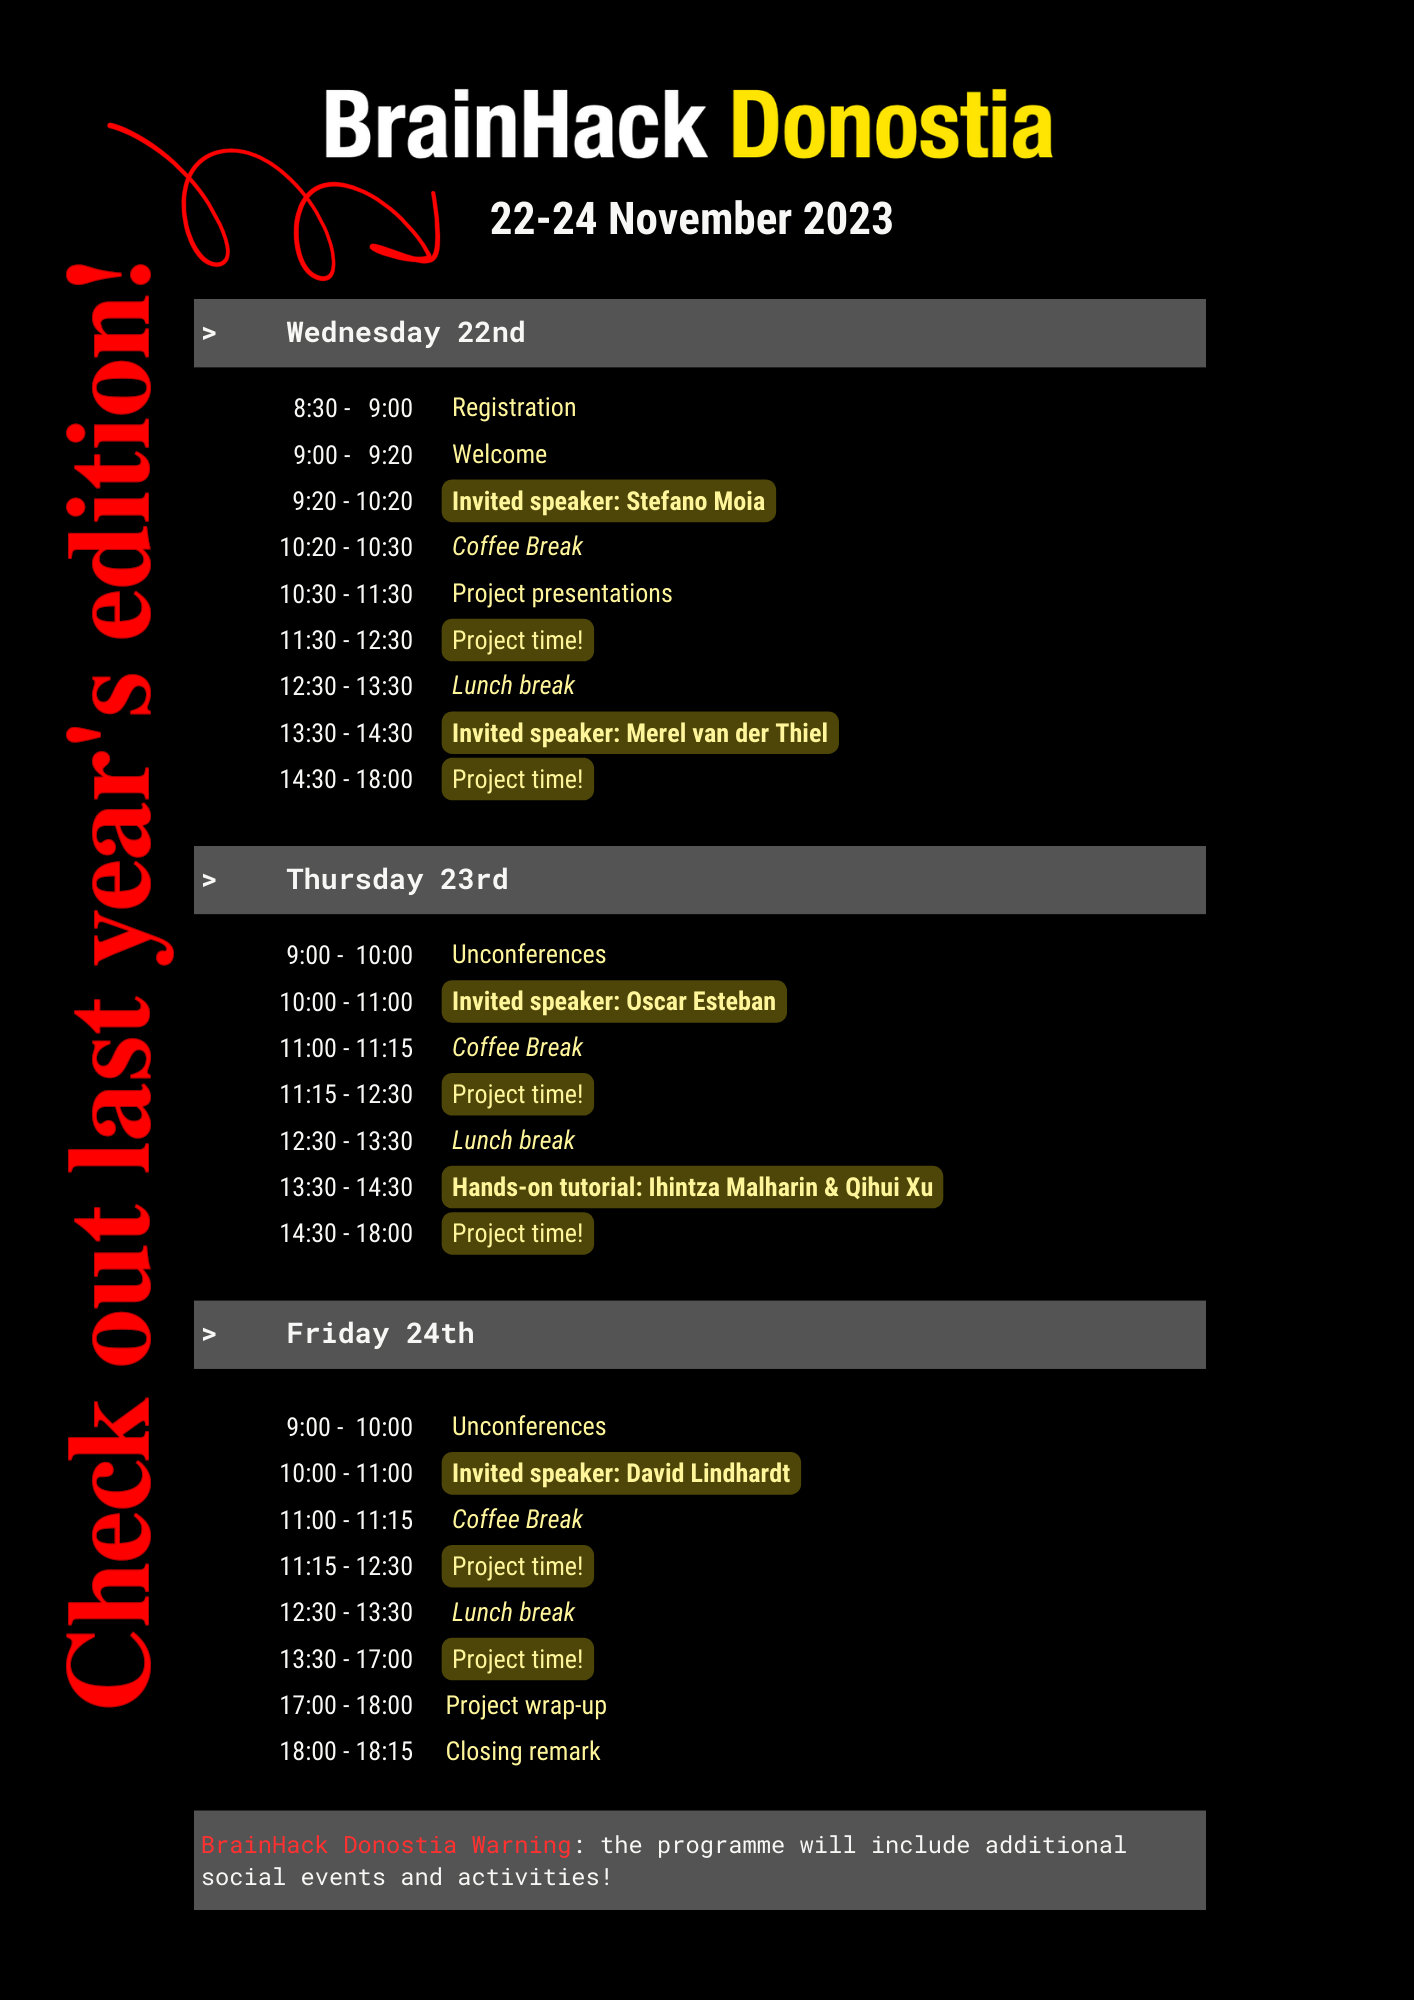 BrainHack Donostia
22-24 November 2023
Check out last year's edition!
> Wednesday 22nd
8:30 - 9:00 Registration
9:00 - 9:20 Welcome
9:20 - 10:20 Invited speaker: Stefano Moia
10:20 - 10:30 Coffee Break
10:30 - 11:30 Project presentations
11:30 - 12:30 Project time!
12:30 - 13:30 Lunch break
13:30 - 14:30 Invited speaker: Merel van der Thiel
14:30 - 18:00 Project time!
> Thursday 23rd
9:00 - 10:00 Unconferences
10:00 - 11:00 Invited speaker: Oscar Esteban
11:00 - 11:15 Coffee Break
11:15 - 12:30 Project time!
12:30 - 13:30 Lunch break
13:30 - 14:30 Hands-on tutorial: Ihintza Malharin & Qihui Xu
14:30 - 18:00 Project time!
> Friday 24th
9:00 - 10:00 Unconferences
10:00 - 11:00 Invited speaker: David Lindhardt
11:00 - 11:15 Coffee Break
11:15 - 12:30 Project time!
12:30 - 13:30 Lunch break
13:30 - 17:00 Project time!
17:00 - 18:00 Project wrap-up
18:00 - 18:15 Closing remark
BrainHack Donostia Warning: the programme will include additional
social events and activities!